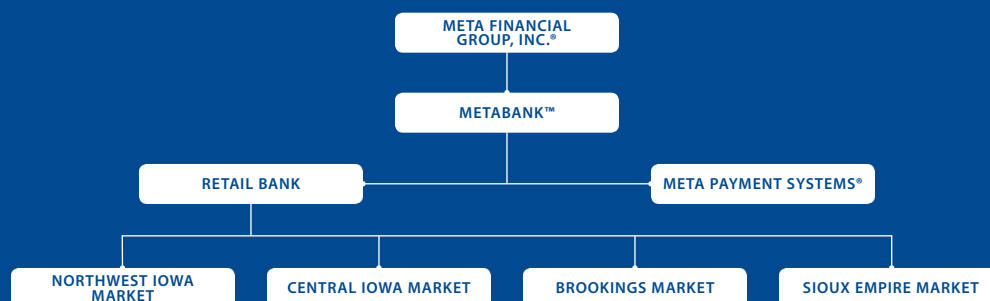 META FINANCIAL
GROUP, INC.®
METABANK™
RETAIL BANK
META PAYMENT SYSTEMS®
NORTHWEST IOWA
MARKET
CENTRAL IOWA MARKET
BROOKINGS MARKET
SIOUX EMPIRE MARKET